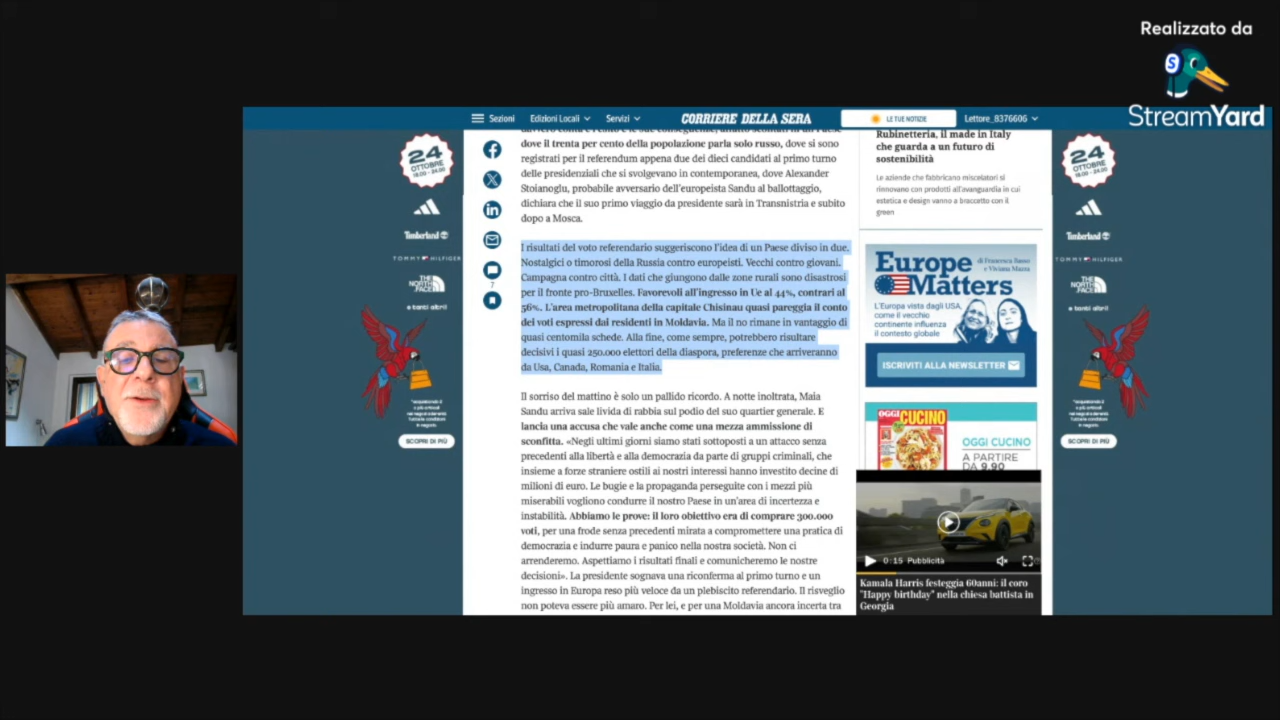 Realizzato da
StreamYard
Sezioni
Edizioni Locali
Servizi
CORRIERE DELLA SERA
LE TUE NOTIZIE
Lettore_8376606
24
OTTOBRE
Timberland
TOMMY HILFIGER
THE NORTH FACE
e tanti altri!
SCOPRI DI PIÙ
7
dove il trenta per cento della popolazione parla solo russo, dove si sono
registrati per il referendum appena due dei dieci candidati al primo turno
delle presidenziali che si svolgevano in contemporanea, dove Alexander
Stoianoglu, probabile avversario dell'europeista Sandu al ballottaggio,
dichiara che il suo primo viaggio da presidente sarà in Transnistria e subito
dopo a Mosca.
I risultati del voto referendario suggeriscono l'idea di un Paese diviso in due.
Nostalgici o timorosi della Russia contro europeisti. Vecchi contro giovani.
Campagna contro città. I dati che giungono dalle zone rurali sono disastrosi
per il fronte pro-Bruxelles. Favorevoli all'ingresso in Ue al 44%, contrari al
56%. L'area metropolitana della capitale Chisinau quasi pareggia il conto
dei voti espressi dai residenti in Moldavia. Ma il no rimane in vantaggio di
quasi centomila schede. Alla fine, come sempre, potrebbero risultare
decisivi i quasi 250.000 elettori della diaspora, preferenze che arriveranno
da Usa, Canada, Romania e Italia.
Il sorriso del mattino è solo un pallido ricordo. A notte inoltrata, Maia
Sandu arriva sale livida di rabbia sul podio del suo quartier generale. E
lancia una accusa che vale anche come una mezza ammissione di
sconfitta. «Negli ultimi giorni siamo stati sottoposti a un attacco senza
precedenti alla libertà e alla democrazia da parte di gruppi criminali, che
insieme a forze straniere ostili ai nostri interessi hanno investito decine di
milioni di euro. Le bugie e la propaganda perseguite con i mezzi più
miserabili vogliono condurre il nostro Paese in un'area di incertezza e
instabilità. Abbiamo le prove: il loro obiettivo era di comprare 300.000
voti, per una frode senza precedenti mirata a compromettere una pratica di
democrazia e indurre paura e panico nella nostra società. Non ci
arrenderemo. Aspettiamo i risultati finali e comunicheremo le nostre
decisioni». La presidente sognava una riconferma al primo turno e un
ingresso in Europa reso più veloce da un plebiscito referendario. Il risveglio
non poteva essere più amaro. Per lei, e per una Moldavia ancora incerta tra
Rubinetteria, il made in Italy
che guarda a un futuro di
sostenibilità
Le aziende che fabbricano miscelatori si
rinnovano con prodotti all'avanguardia in cui
estetica e design vanno a braccetto con il
green
Europe
Matters
di Francesca Basso
e Viviana Mazza
L'Europa vista dagli USA,
come il vecchio
continente influenza
il contesto globale
ISCRIVITI ALLA NEWSLETTER
OGGI CUCINO
OGGI CUCINO
A PARTIRE
DA 9,90
0:15 Pubblicità
Kamala Harris festeggia 60anni: il coro
"Happy birthday" nella chiesa battista in
Georgia
24
OTTOBRE
Timberland
TOMMY HILFIGER
THE NORTH FACE
e tanti altri!
SCOPRI DI PIÙ